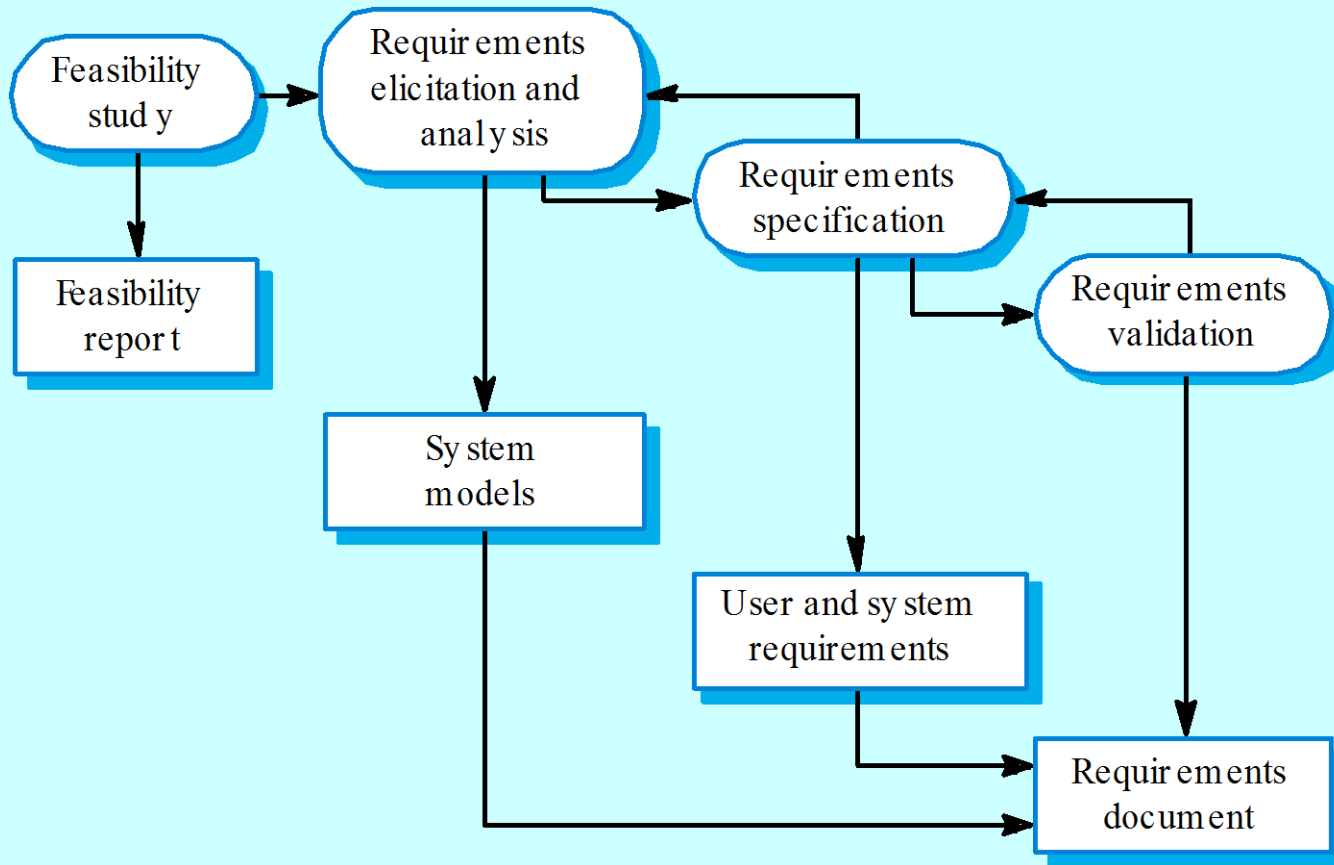 Feasibility
study
Requirements
elicitation and
analysis
Requirements
specification
Requirements
validation
Feasibility
report
System
models
User and system
requirements
Requirements
document